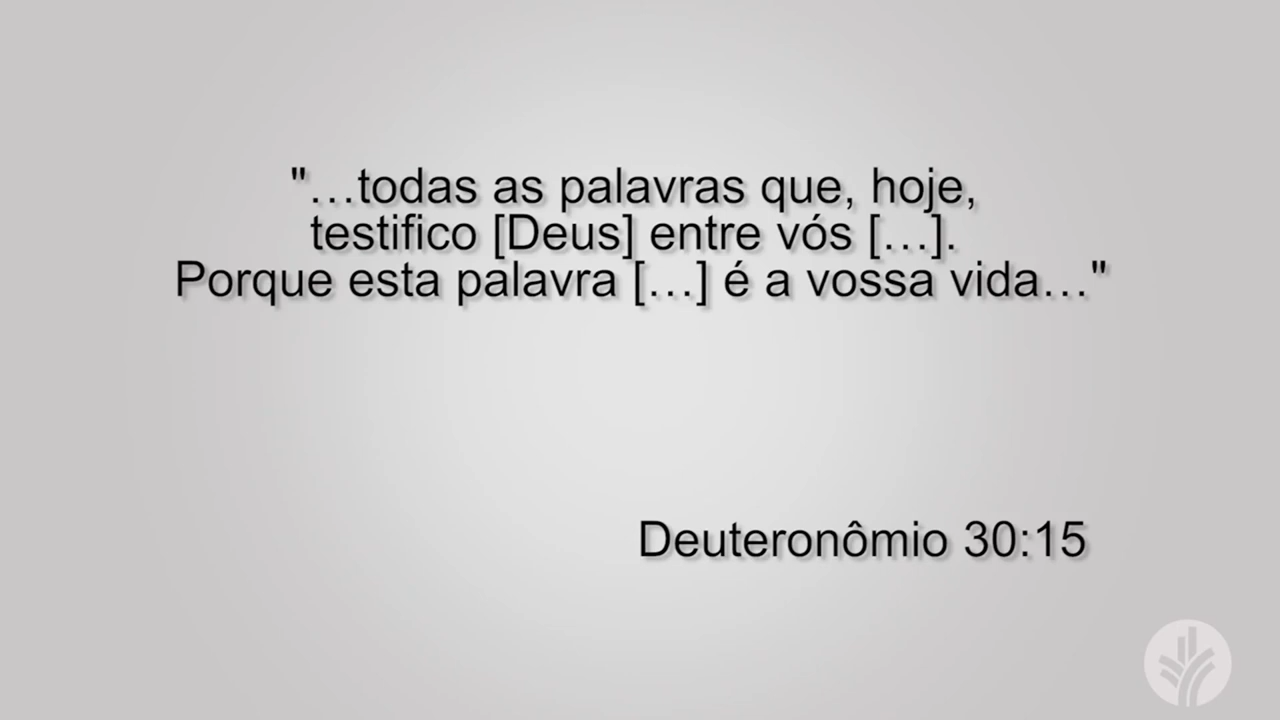 "…todas as palavras que, hoje,
testifico [Deus] entre vós […].
Porque esta palavra […] é a vossa vida…"
Deuteronômio 30:15